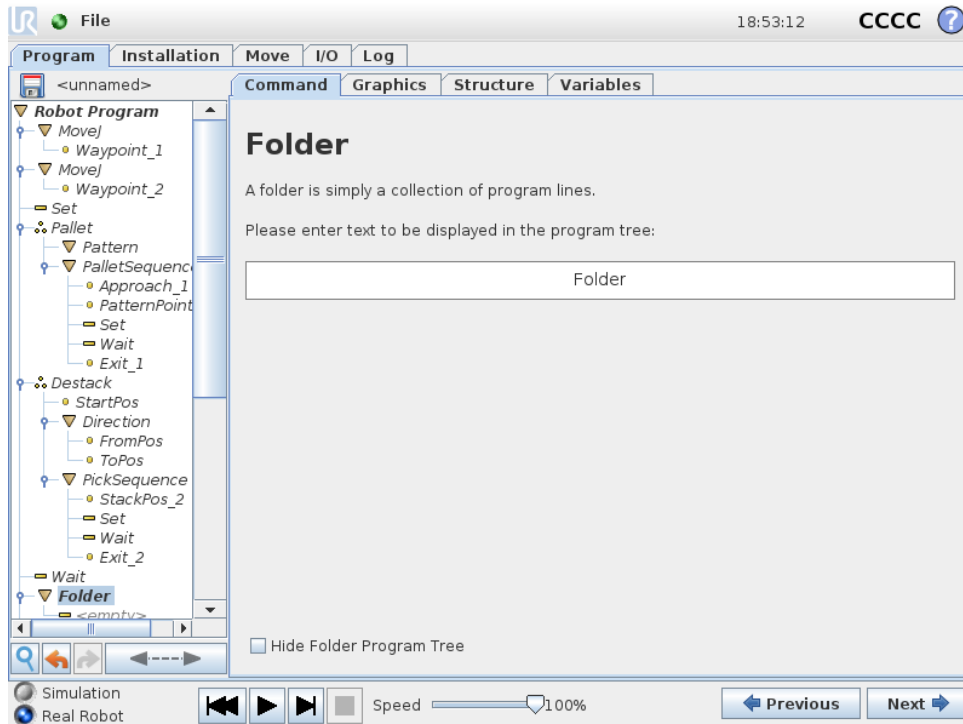 UR File 18:53:12 CCCC ?
Program Installation Move I/O Log
<unnamed> Command Graphics Structure Variables
Robot Program
MoveJ
Waypoint_1
MoveJ
Waypoint_2
Set
Pallet
Pattern
PalletSequenc
Approach_1
PatternPoint
Set
Wait
Exit_1
Destack
StartPos
Direction
FromPos
ToPos
PickSequence
StackPos_2
Set
Wait
Exit_2
Wait
Folder
<empty>
Folder
A folder is simply a collection of program lines.
Please enter text to be displayed in the program tree:
Folder
Hide Folder Program Tree
Simulation
Real Robot
Speed 100%
Previous Next